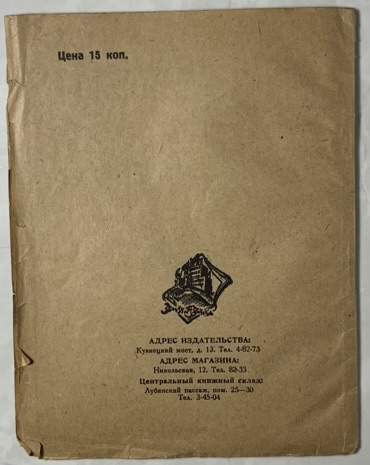 Цена 15 коп.
АДРЕС ИЗДАТЕЛЬСТВА:
Кузнецкий мост, д. 13. Тел. 4-82-73
АДРЕС МАГАЗИНА:
Никольская, 12. Тел. 82-33
Центральный книжный склад:
Лубянский пассаж, пом. 25—30
Тел. 3-45-04